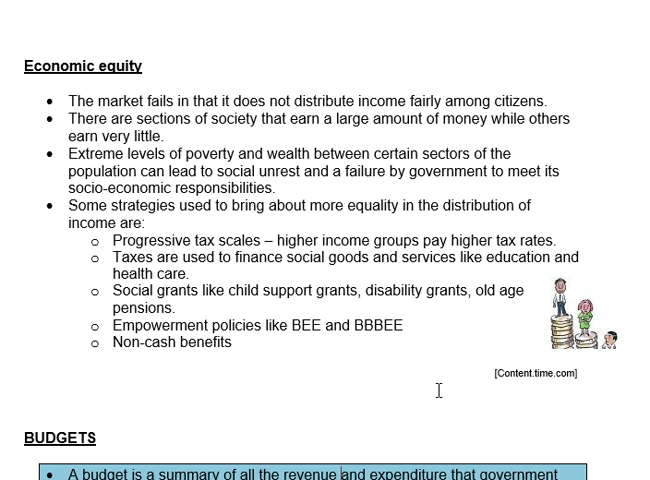 Economic equity
• The market fails in that it does not distribute income fairly among citizens.
• There are sections of society that earn a large amount of money while others
earn very little.
• Extreme levels of poverty and wealth between certain sectors of the
population can lead to social unrest and a failure by government to meet its
socio-economic responsibilities.
• Some strategies used to bring about more equality in the distribution of
income are:
o Progressive tax scales – higher income groups pay higher tax rates.
o Taxes are used to finance social goods and services like education and
health care.
o Social grants like child support grants, disability grants, old age
pensions.
o Empowerment policies like BEE and BBBEE
o Non-cash benefits
[Content.time.com]
BUDGETS
• A budget is a summary of all the revenue and expenditure that government